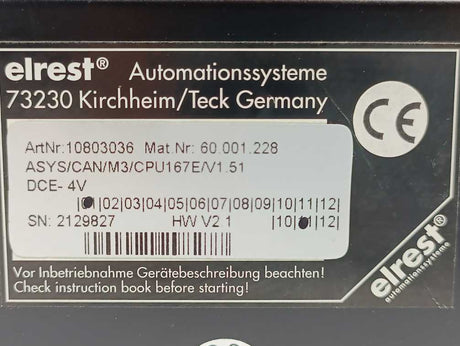 elrest® Automationssysteme
73230 Kirchheim/Teck Germany
CE
ArtNr:10803036 Mat.Nr: 60.001.228
ASYS/CAN/M3/CPU167E/V1.51
DCE- 4V
|02|03|04|05|06|07|08|09|10|11|12|
SN: 2129827 HW V2.1 |10| |12|
Vor Inbetriebnahme Gerätebeschreibung beachten!
Check instruction book before starting!
elrest®
automationssysteme